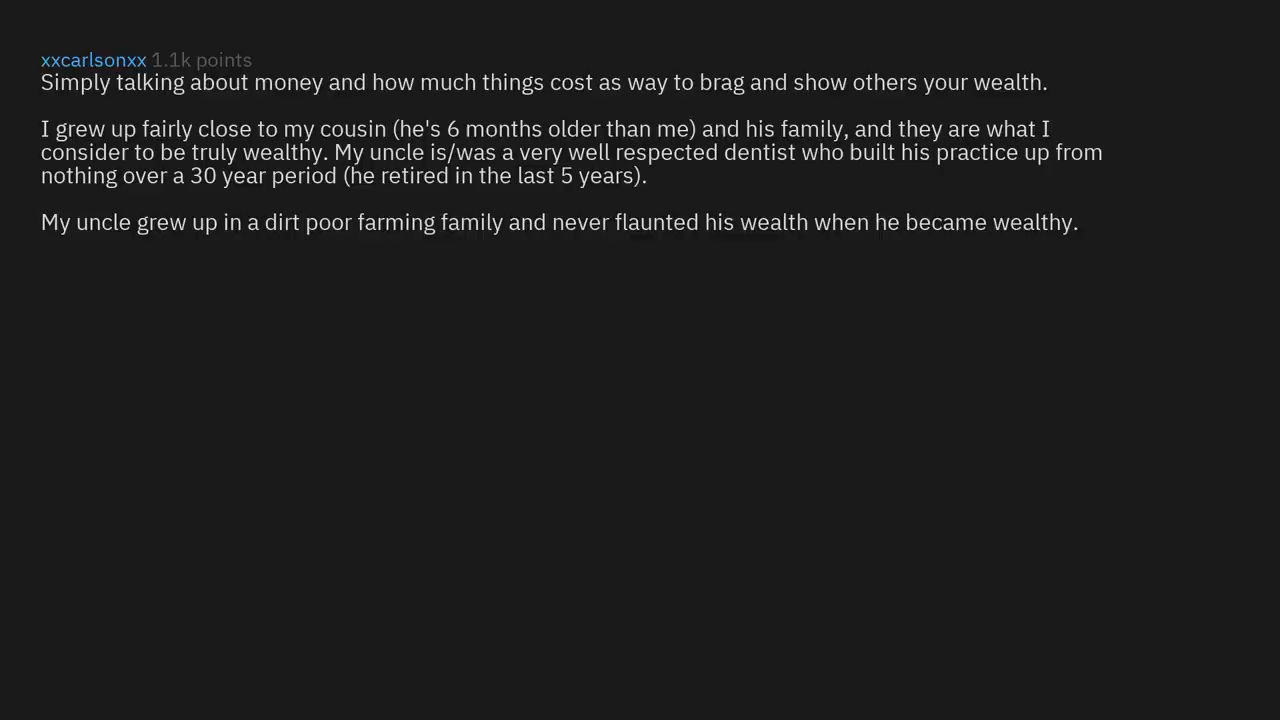 xxcarlsonxx 1.1k points
Simply talking about money and how much things cost as way to brag and show others your wealth.
I grew up fairly close to my cousin (he's 6 months older than me) and his family, and they are what I
consider to be truly wealthy. My uncle is/was a very well respected dentist who built his practice up from
nothing over a 30 year period (he retired in the last 5 years).
My uncle grew up in a dirt poor farming family and never flaunted his wealth when he became wealthy.